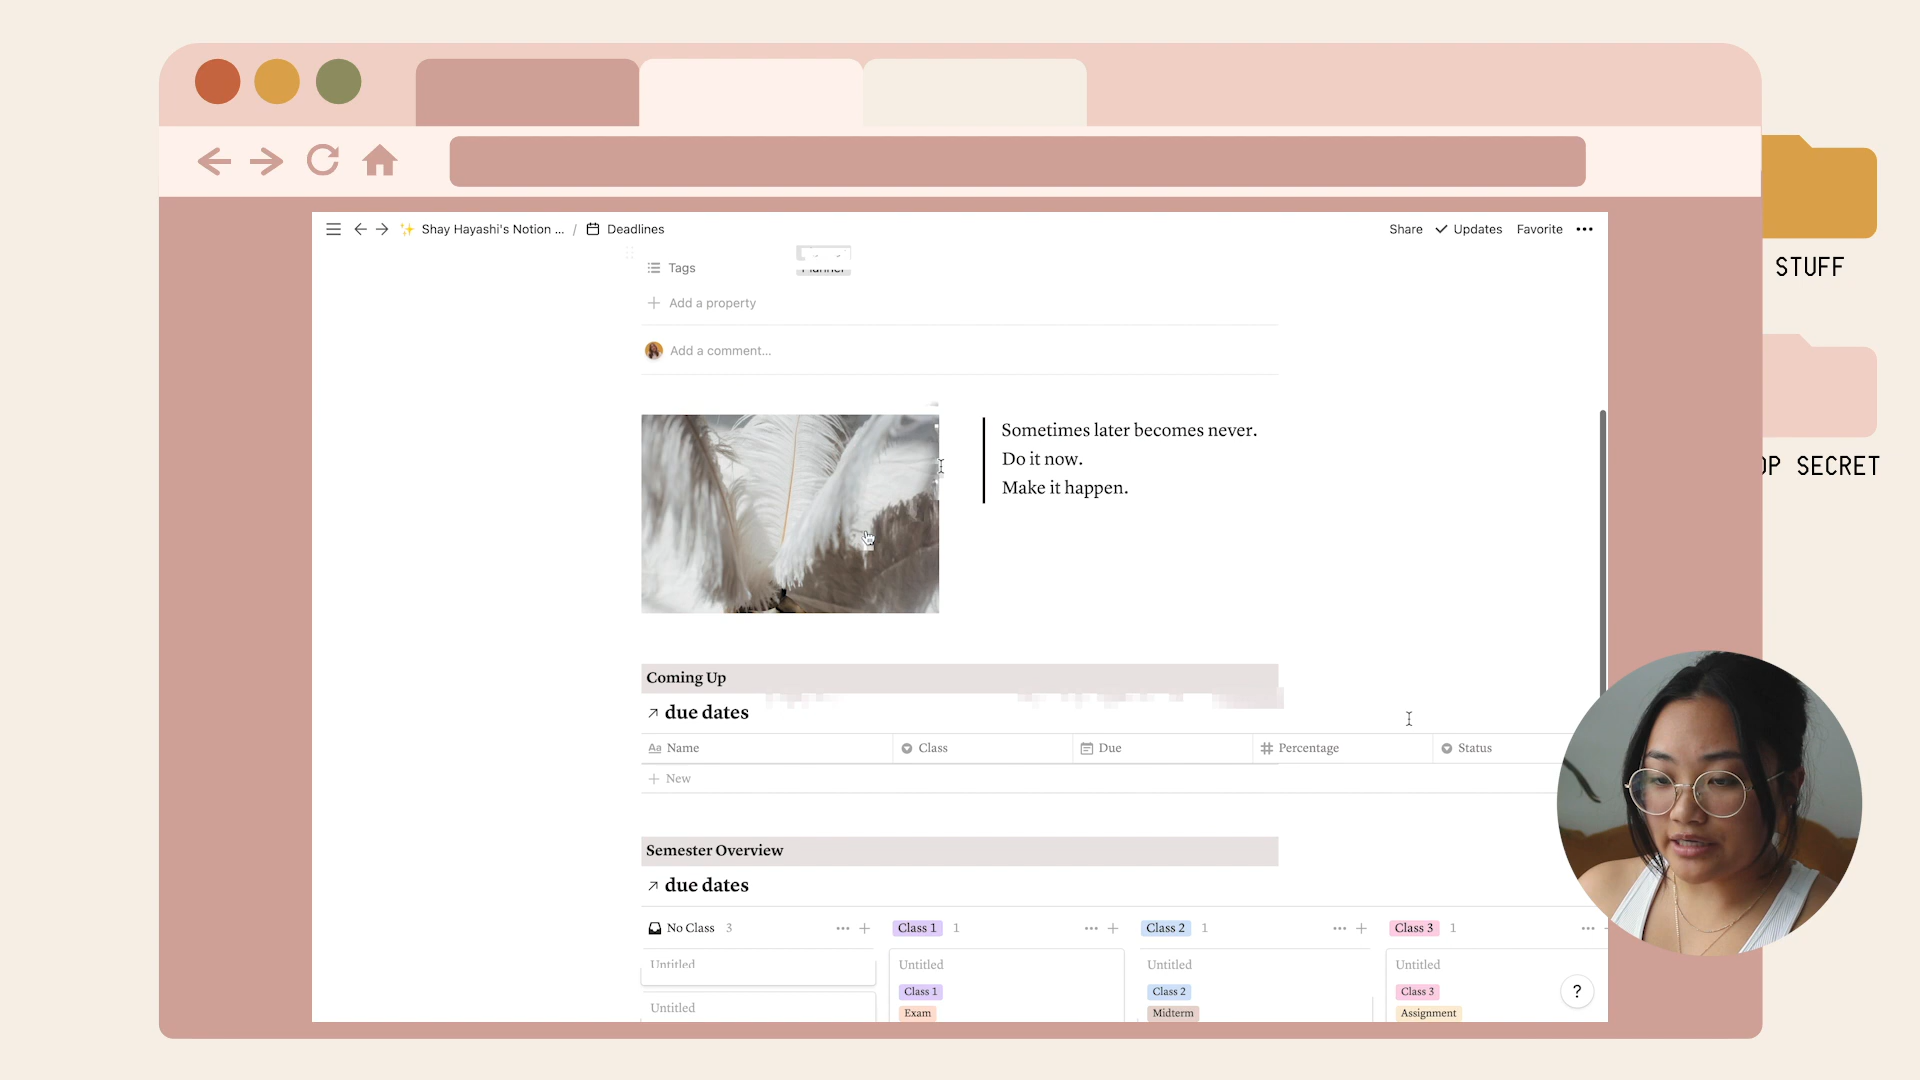 STUFF
OP SECRET
Shay Hayashi's Notion ... / Deadlines
Share Updates Favorite
Tags
Add a property
Add a comment...
Sometimes later becomes never.
Do it now.
Make it happen.
Coming Up
due dates
Aa Name Class Due Percentage Status
New
Semester Overview
due dates
No Class 3 Class 1 1 Class 2 1 Class 3 1
Untitled Untitled Untitled Untitled
Class 1 Class 2 Class 3
Untitled Exam Midterm Assignment
?